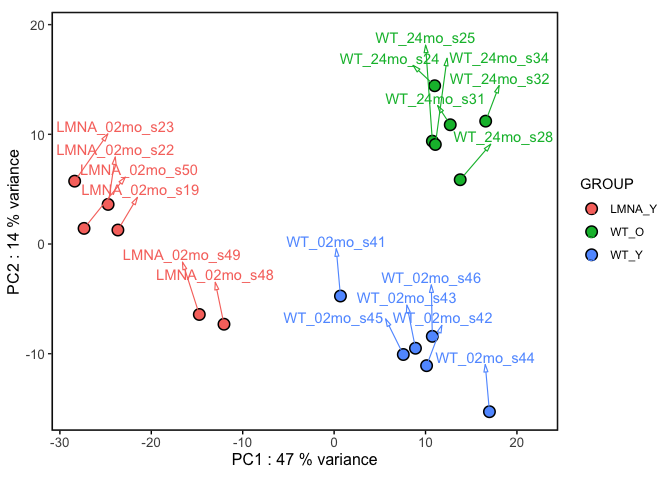 20
10
0
-10
PC2 : 14 % variance
WT_24mo_s25
WT_24mo_s24
WT_24mo_s34
WT_24mo_s32
WT_24mo_s31
WT_24mo_s28
LMNA_02mo_s23
LMNA_02mo_s22
LMNA_02mo_s50
LMNA_02mo_s19
LMNA_02mo_s49
LMNA_02mo_s48
WT_02mo_s41
WT_02mo_s46
WT_02mo_s43
WT_02mo_s45
WT_02mo_s42
WT_02mo_s44
-30 -20 -10 0 10 20
PC1 : 47 % variance
GROUP
LMNA_Y
WT_O
WT_Y